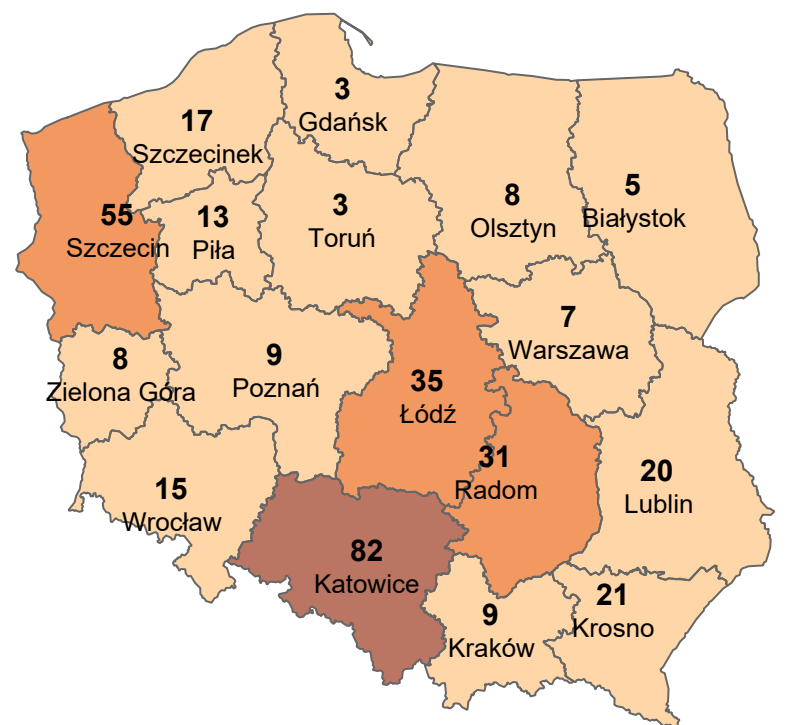 3
Gdańsk
17
Szczecinek
8
Olsztyn
5
Białystok
55
Szczecin
13
Piła
3
Toruń
7
Warszawa
8
Zielona Góra
9
Poznań
35
Łódź
31
Radom
20
Lublin
15
Wrocław
82
Katowice
9
Kraków
21
Krosno